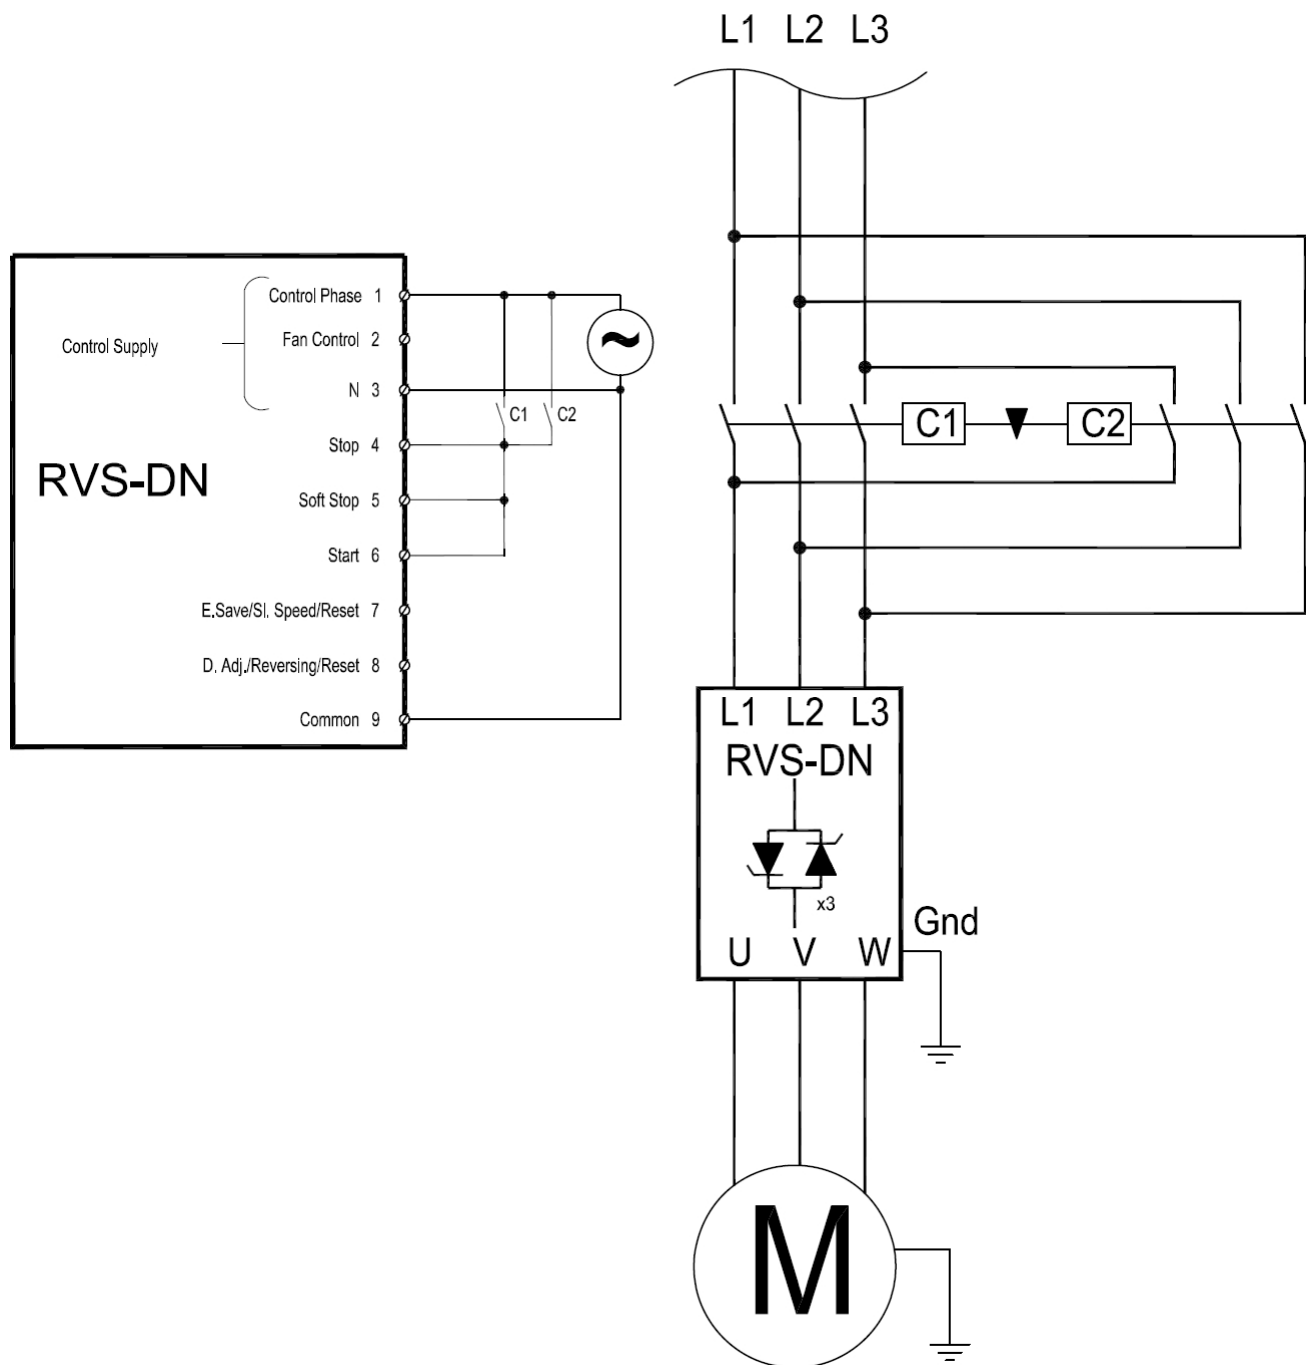 L1 L2 L3
Control Phase 1
Fan Control 2
Control Supply
N 3
C1 C2
C1 C2
Stop 4
RVS-DN
Soft Stop 5
Start 6
E.Save/Sl. Speed/Reset 7
D. Adj./Reversing/Reset 8
Common 9
L1 L2 L3
RVS-DN
x3
Gnd
U V W
M